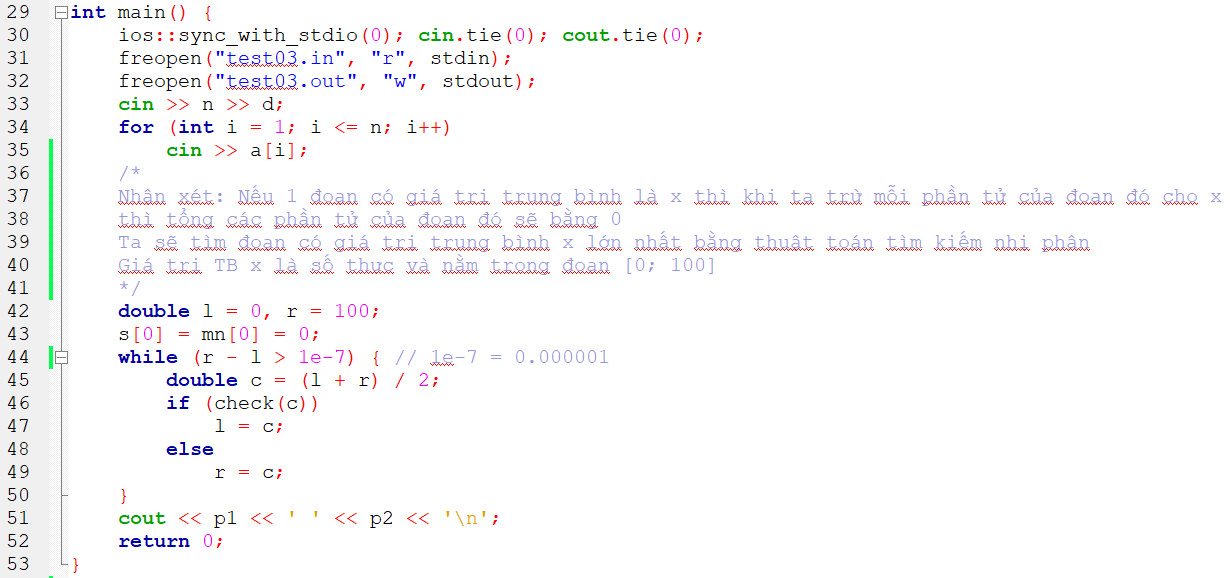 29 int main() {
30 ios::sync_with_stdio(0); cin.tie(0); cout.tie(0);
31 freopen("test03.in", "r", stdin);
32 freopen("test03.out", "w", stdout);
33 cin >> n >> d;
34 for (int i = 1; i <= n; i++)
35 cin >> a[i];
36 /*
37 Nhận xét: Nếu 1 đoạn có giá trị trung bình là x thì khi ta trừ mỗi phần tử của đoạn đó cho x
38 thì tổng các phần tử của đoạn đó sẽ bằng 0
39 Ta sẽ tìm đoạn có giá trị trung bình x lớn nhất bằng thuật toán tìm kiếm nhị phân
40 Giá trị TB x là số thực và nằm trong đoạn [0; 100]
41 */
42 double l = 0, r = 100;
43 s[0] = mn[0] = 0;
44 while (r - l > 1e-7) { // 1e-7 = 0.000001
45 double c = (l + r) / 2;
46 if (check(c))
47 l = c;
48 else
49 r = c;
50 }
51 cout << p1 << ' ' << p2 << '\n';
52 return 0;
53 }